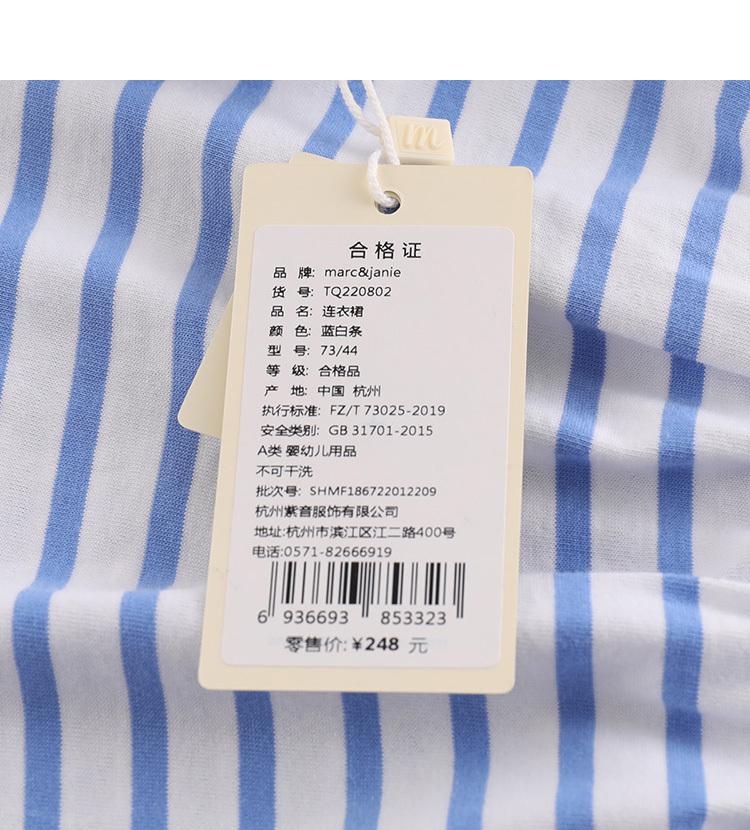 m
合格证
品 牌: marc&janie
货 号: TQ220802
品 名: 连衣裙
颜 色: 蓝白条
型 号: 73/44
等 级: 合格品
产 地: 中国 杭州
执行标准: FZ/T 73025-2019
安全类别: GB 31701-2015
A类 婴幼儿用品
不可干洗
批次号: SHMF186722012209
杭州紫音服饰有限公司
地址:杭州市滨江区江二路400号
电话:0571-82666919
6 936693 853323
零售价: ¥248 元